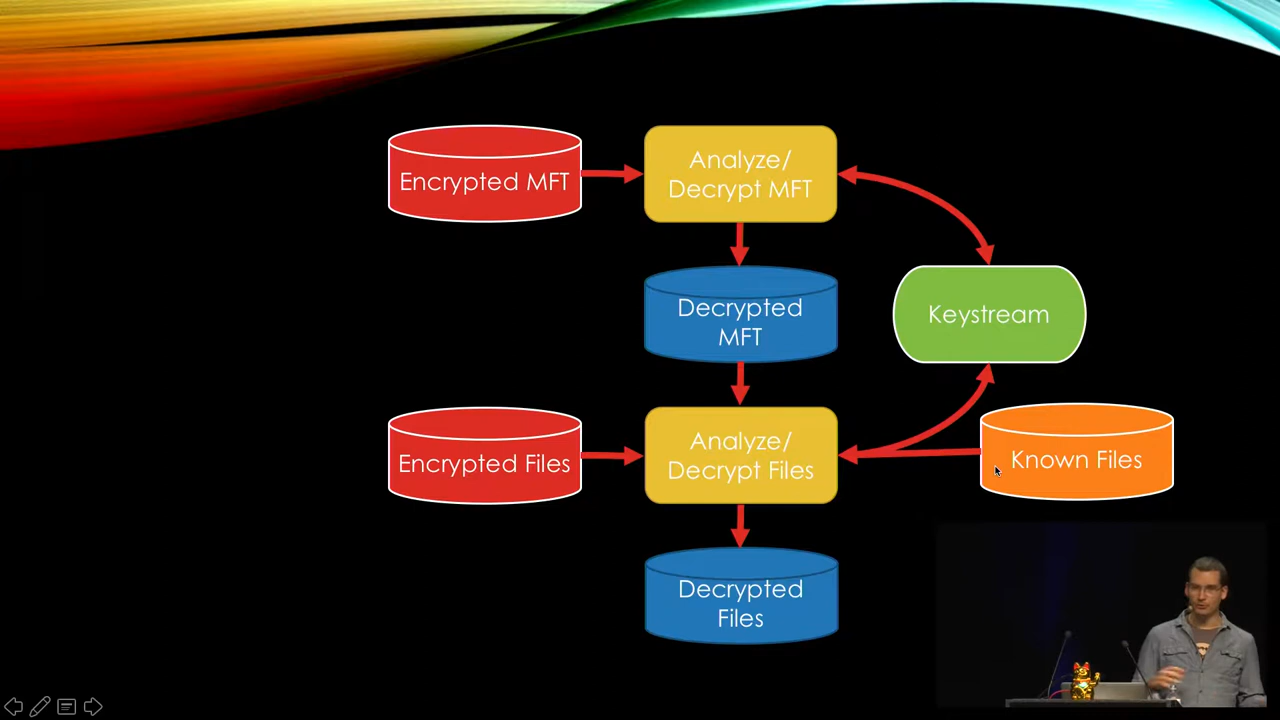 Encrypted MFT
Analyze/
Decrypt MFT
Decrypted
MFT
Keystream
Encrypted Files
Analyze/
Decrypt Files
Known Files
Decrypted
Files